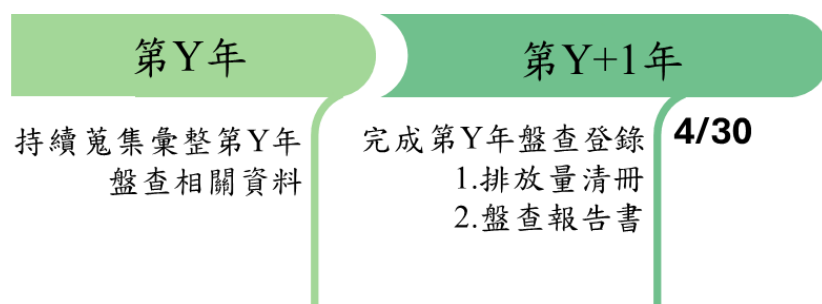 第Y年
持續蒐集彙整第Y年
盤查相關資料
第Y+1年
完成第Y年盤查登錄
1.排放量清冊
2.盤查報告書
4/30